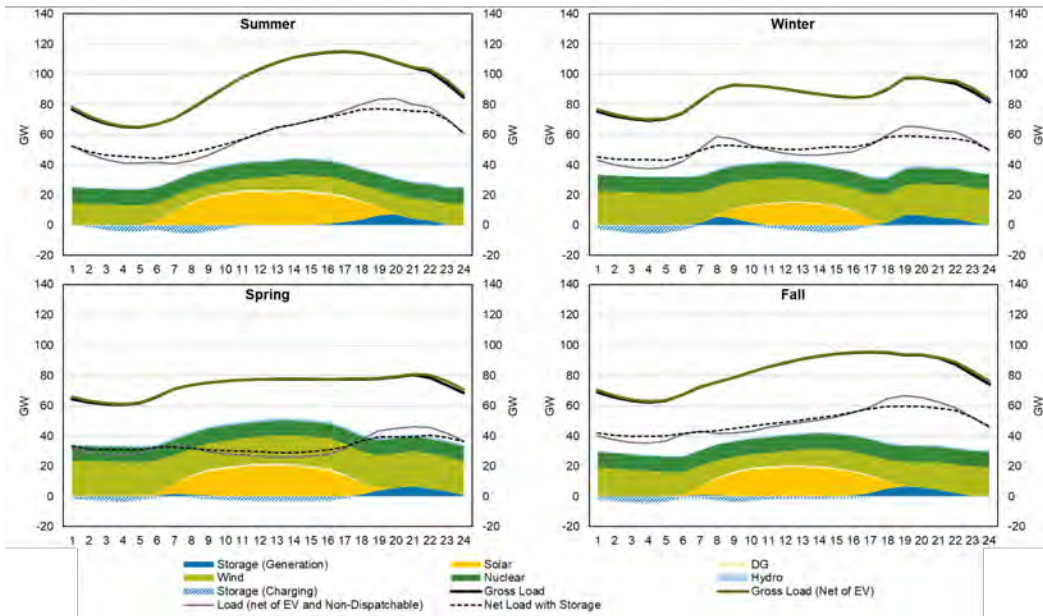 Summer
140 120 100 80 60 40 20 0 -20
GW
140 120 100 80 60 40 20 0 -20
GW
1 2 3 4 5 6 7 8 9 10 11 12 13 14 15 16 17 18 19 20 21 22 23 24
Winter
140 120 100 80 60 40 20 0 -20
GW
140 120 100 80 60 40 20 0 -20
GW
1 2 3 4 5 6 7 8 9 10 11 12 13 14 15 16 17 18 19 20 21 22 23 24
Spring
140 120 100 80 60 40 20 0 -20
GW
140 120 100 80 60 40 20 0 -20
GW
1 2 3 4 5 6 7 8 9 10 11 12 13 14 15 16 17 18 19 20 21 22 23 24
Fall
140 120 100 80 60 40 20 0 -20
GW
140 120 100 80 60 40 20 0 -20
GW
1 2 3 4 5 6 7 8 9 10 11 12 13 14 15 16 17 18 19 20 21 22 23 24
Storage (Generation) Solar DG
Wind Nuclear Hydro
Storage (Charging) Gross Load Gross Load (Net of EV)
Load (net of EV and Non-Dispatchable) Net Load with Storage